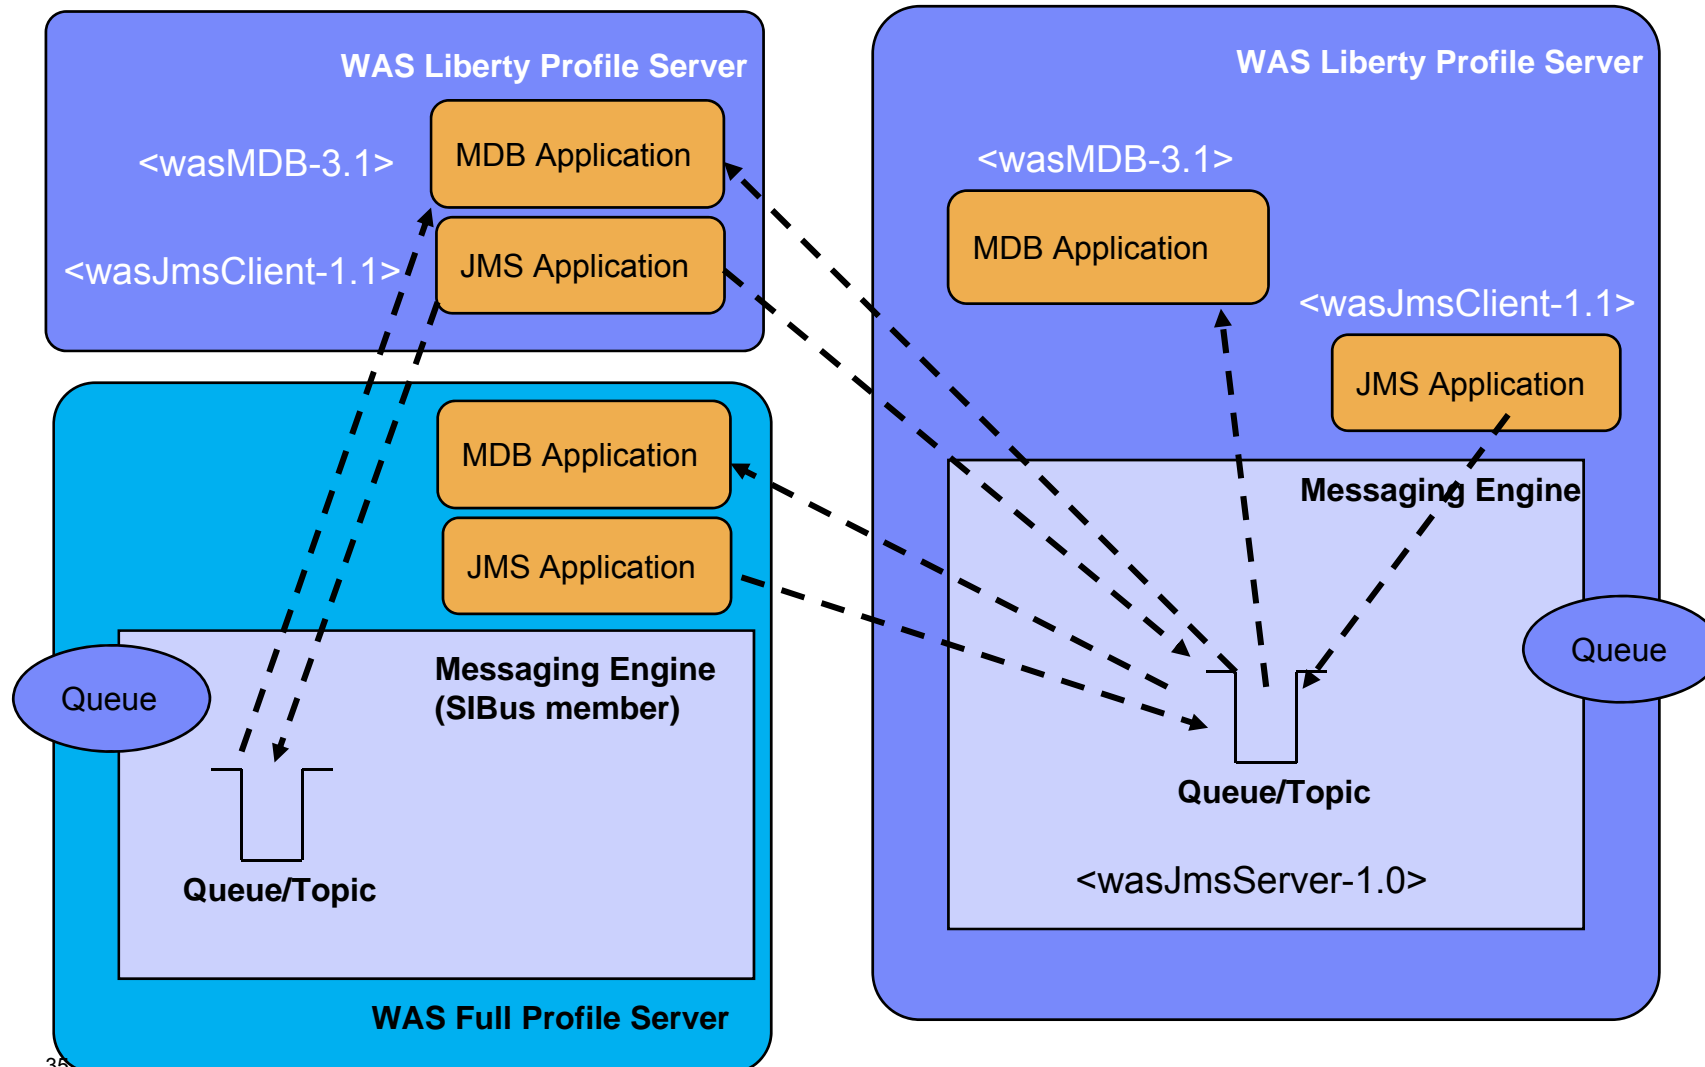 WAS Liberty Profile Server
MDB Application
<wasMDB-3.1>
JMS Application
<wasJmsClient-1.1>
MDB Application
JMS Application
Messaging Engine
(SIBus member)
Queue
Queue/Topic
WAS Full Profile Server
35
WAS Liberty Profile Server
<wasMDB-3.1>
MDB Application
<wasJmsClient-1.1>
JMS Application
Messaging Engine
Queue
Queue/Topic
<wasJmsServer-1.0>